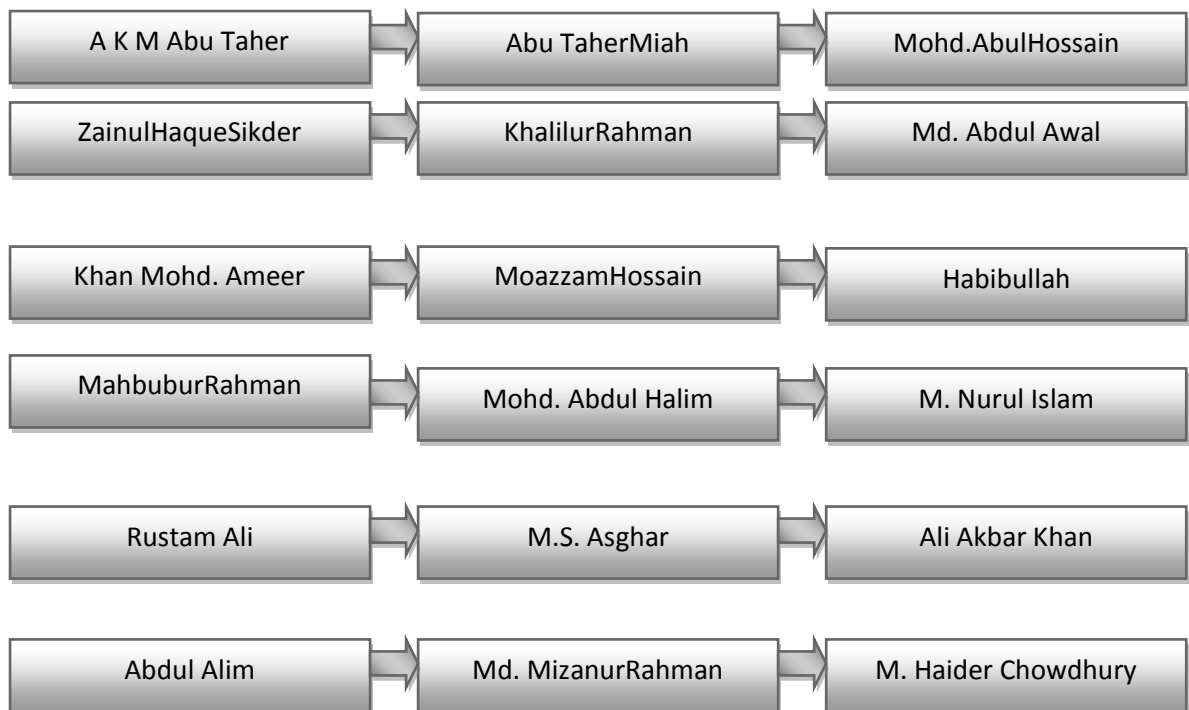 A K M Abu Taher
Abu TaherMiah
Mohd.AbulHossain
ZainulHaqueSikder
KhalilurRahman
Md. Abdul Awal
Khan Mohd. Ameer
MoazzamHossain
Habibullah
MahbuburRahman
Mohd. Abdul Halim
M. Nurul Islam
Rustam Ali
M.S. Asghar
Ali Akbar Khan
Abdul Alim
Md. MizanurRahman
M. Haider Chowdhury